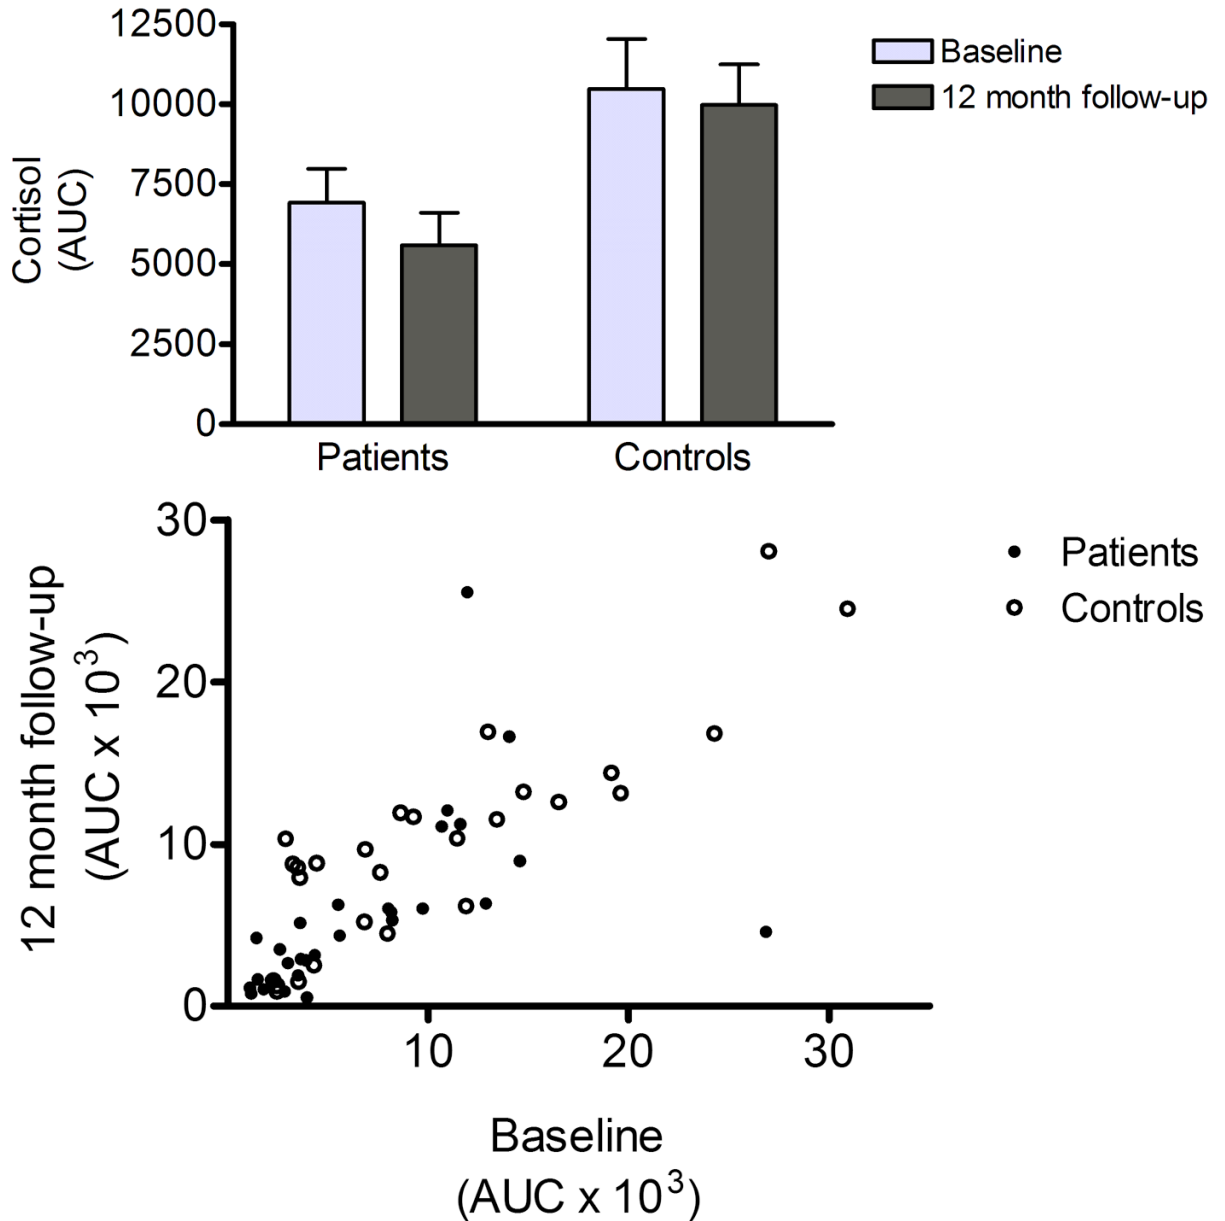 12500
10000
7500
5000
2500
0
Cortisol
(AUC)
Patients
Controls
Baseline
12 month follow-up
30
20
10
0
12 month follow-up
(AUC x 10³)
10
20
30
Baseline
(AUC x 10³)
Patients
Controls